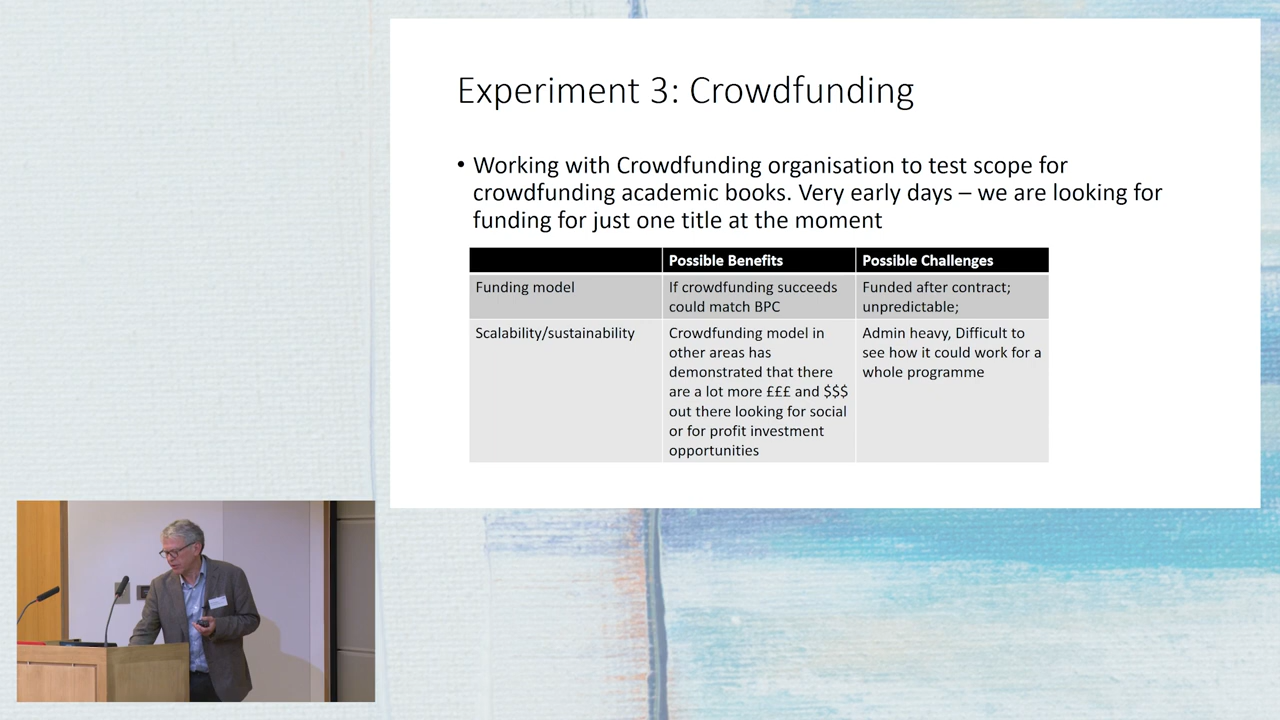 Experiment 3: Crowdfunding
• Working with Crowdfunding organisation to test scope for
crowdfunding academic books. Very early days – we are looking for
funding for just one title at the moment
Possible Benefits
Possible Challenges
Funding model
If crowdfunding succeeds
could match BPC
Funded after contract;
unpredictable;
Scalability/sustainability
Crowdfunding model in
other areas has
demonstrated that there
are a lot more £££ and $$$
out there looking for social
or for profit investment
opportunities
Admin heavy, Difficult to
see how it could work for a
whole programme